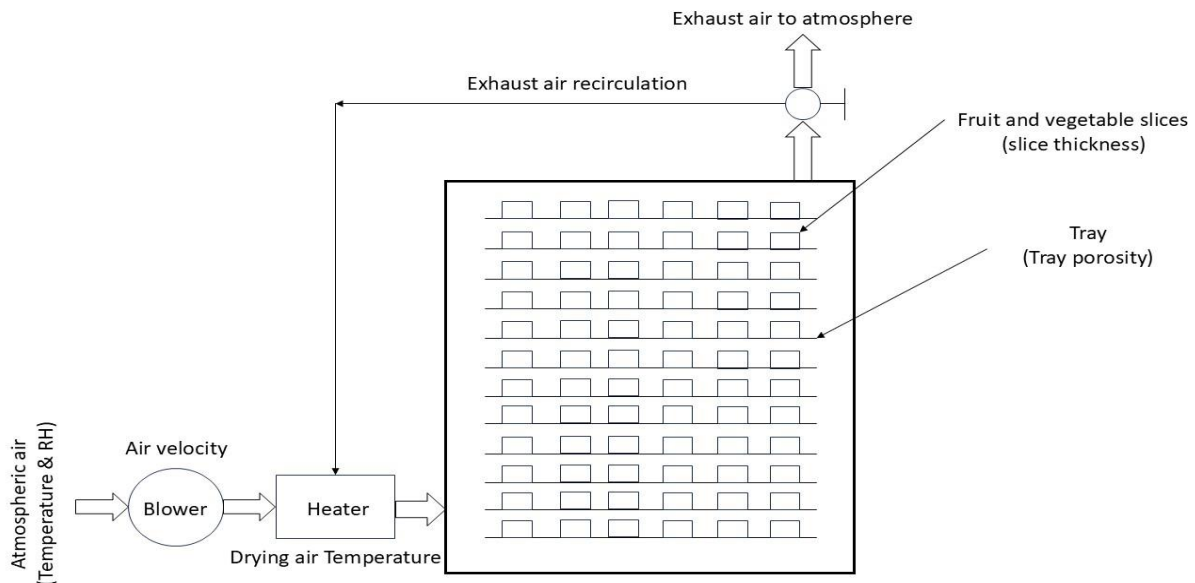 Exhaust air to atmosphere
Exhaust air recirculation
Fruit and vegetable slices
(slice thickness)
Tray
(Tray porosity)
Atmospheric air
(Temperature & RH)
Air velocity
Blower
Heater
Drying air Temperature